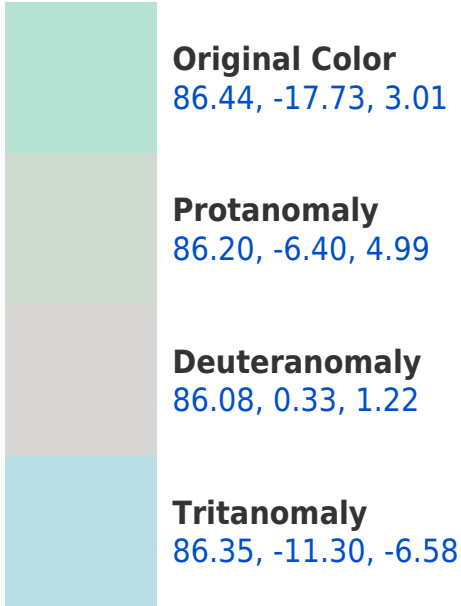 Original Color
86.44, -17.73, 3.01
Protanomaly
86.20, -6.40, 4.99
Deuteranomaly
86.08, 0.33, 1.22
Tritanomaly
86.35, -11.30, -6.58